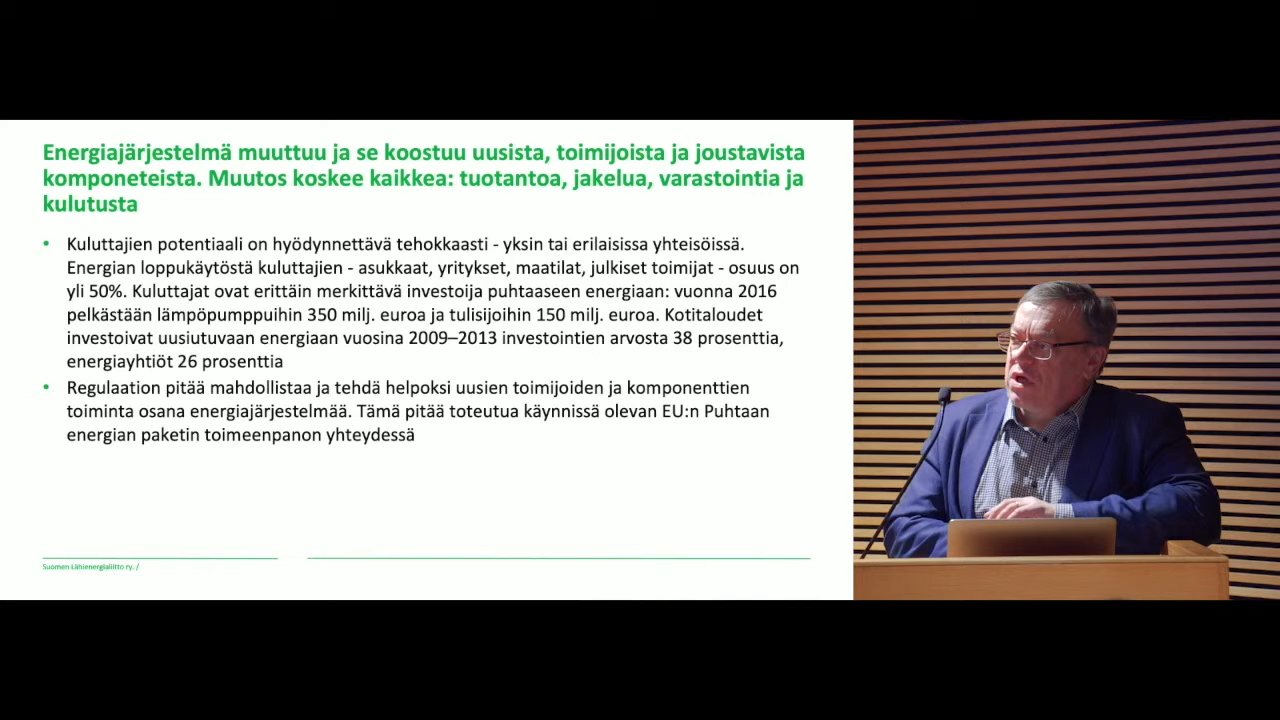 Energiajärjestelmä muuttuu ja se koostuu uusista, toimijoista ja joustavista
komponeteista. Muutos koskee kaikkea: tuotantoa, jakelua, varastointia ja
kulutusta
• Kuluttajien potentiaali on hyödynnettävä tehokkaasti - yksin tai erilaisissa yhteisöissä.
Energian loppukäytöstä kuluttajien - asukkaat, yritykset, maatilat, julkiset toimijat - osuus on
yli 50%. Kuluttajat ovat erittäin merkittävä investoija puhtaaseen energiaan: vuonna 2016
pelkästään lämpöpumppuihin 350 milj. euroa ja tulisijoihin 150 milj. euroa. Kotitaloudet
investoivat uusiutuvaan energiaan vuosina 2009–2013 investointien arvosta 38 prosenttia,
energiayhtiöt 26 prosenttia
• Regulaation pitää mahdollistaa ja tehdä helpoksi uusien toimijoiden ja komponenttien
toiminta osana energiajärjestelmää. Tämä pitää toteutua käynnissä olevan EU:n Puhtaan
energian paketin toimeenpanon yhteydessä
Suomen Lähienergialiitto ry. /